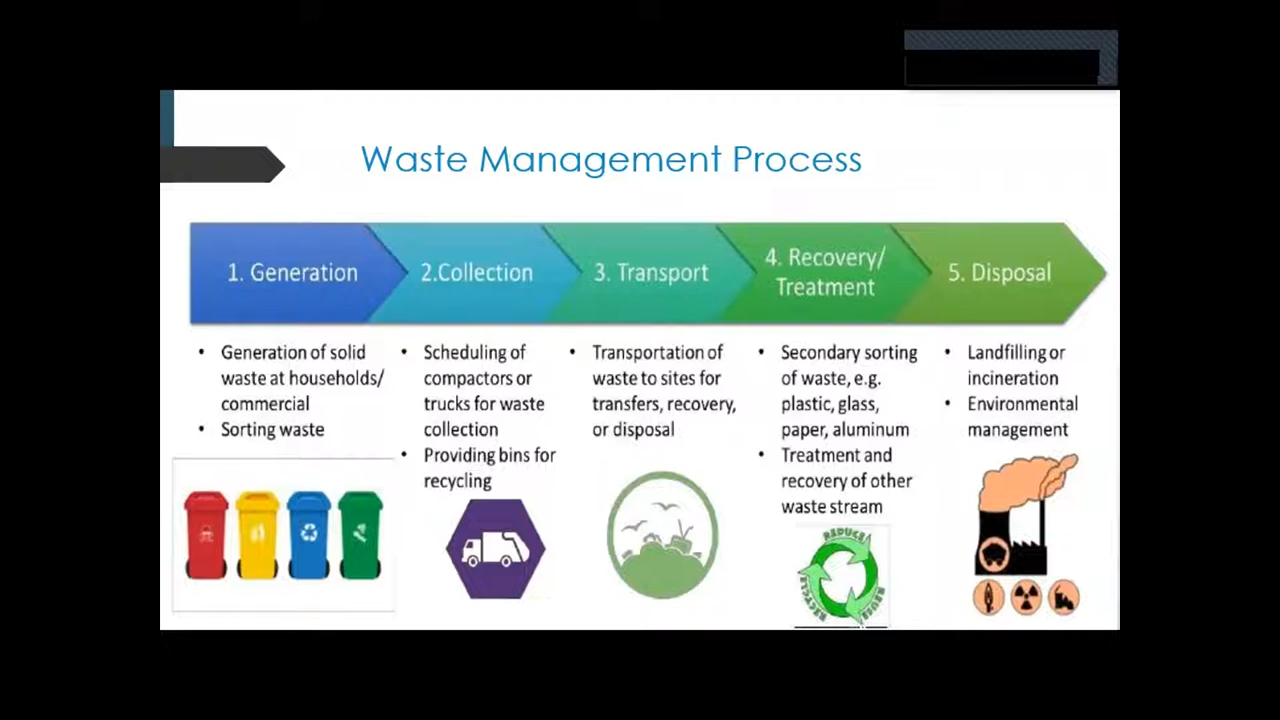 Waste Management Process
1. Generation
2.Collection
3. Transport
4. Recovery/
Treatment
5. Disposal
• Generation of solid
waste at households/
commercial
• Sorting waste
• Scheduling of
compactors or
trucks for waste
collection
• Providing bins for
recycling
• Transportation of
waste to sites for
transfers, recovery,
or disposal
• Secondary sorting
of waste, e.g.
plastic, glass,
paper, aluminum
• Treatment and
recovery of other
waste stream
• Landfilling or
incineration
• Environmental
management
REDUCE
REUSE
RECYCLE